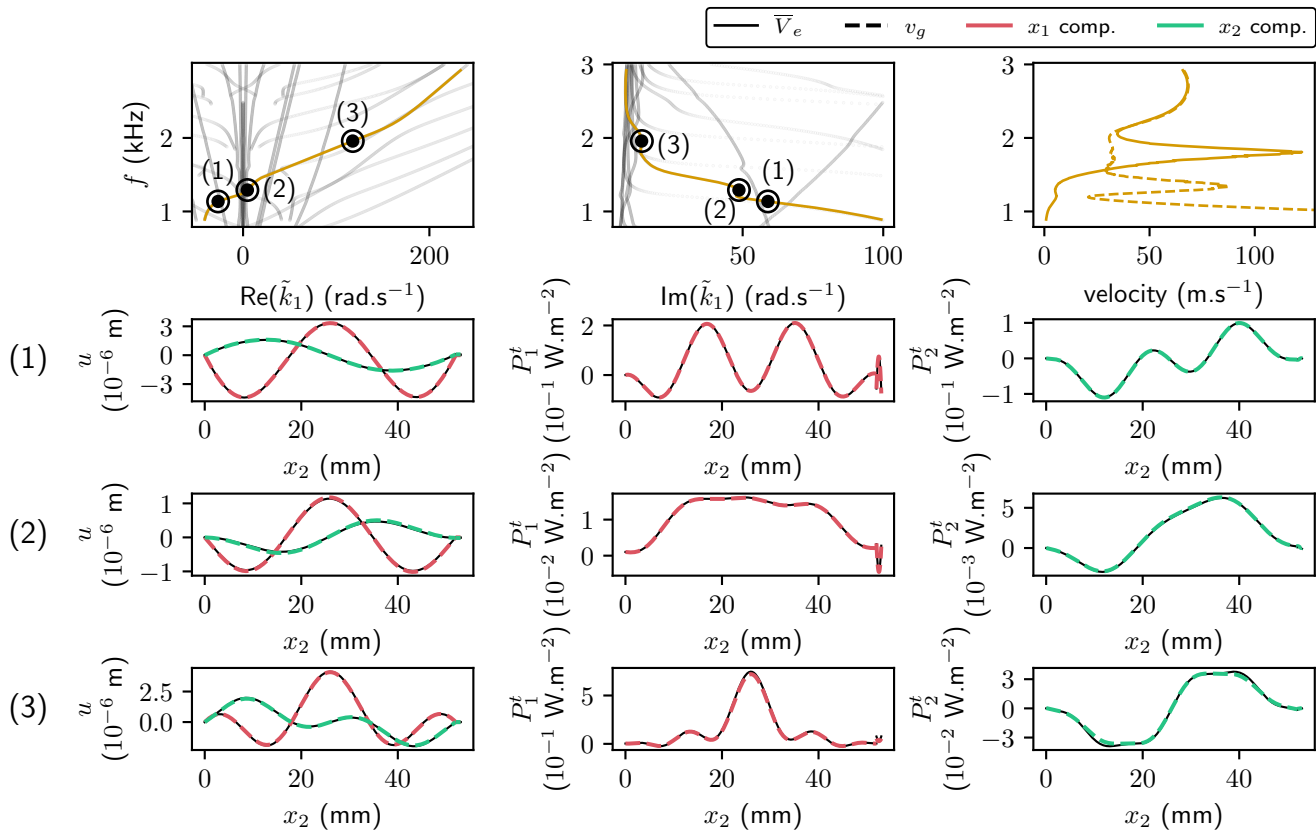 V̅ₑ v_g x₁ comp. x₂ comp.
f (kHz)
3
2
1
(1)
(2)
(3)
0 200
Re(k̃₁) (rad.s⁻¹)
3
2
1
(3)
(1)
(2)
50 100
Im(k̃₁) (rad.s⁻¹)
3
2
1
0 50 100
velocity (m.s⁻¹)
(1)
u
(10⁻⁶ m)
3
0
−3
0 20 40
x₂ (mm)
P₁ᵗ
(10⁻¹ W.m⁻²)
2
0
0 20 40
x₂ (mm)
P₂ᵗ
(10⁻¹ W.m⁻²)
1
0
−1
0 20 40
x₂ (mm)
(2)
u
(10⁻⁶ m)
1
0
−1
0 20 40
x₂ (mm)
P₁ᵗ
(10⁻² W.m⁻²)
1
0
0 20 40
x₂ (mm)
P₂ᵗ
(10⁻³ W.m⁻²)
5
0
0 20 40
x₂ (mm)
(3)
u
(10⁻⁶ m)
2.5
0.0
0 20 40
x₂ (mm)
P₁ᵗ
(10⁻¹ W.m⁻²)
5
0
0 20 40
x₂ (mm)
P₂ᵗ
(10⁻² W.m⁻²)
3
0
−3
0 20 40
x₂ (mm)